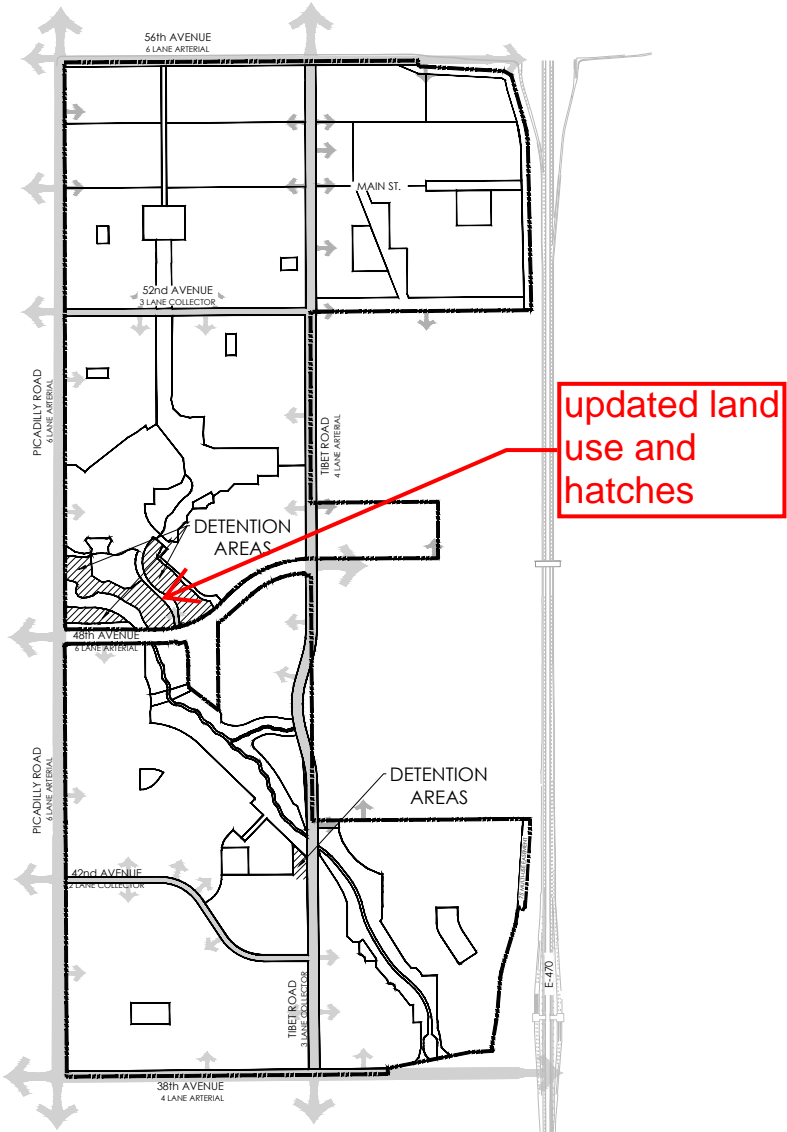 56th AVENUE
6 LANE ARTERIAL
MAIN ST.
52nd AVENUE
3 LANE COLLECTOR
PICADILLY ROAD
6 LANE ARTERIAL
TIBET ROAD
4 LANE ARTERIAL
updated land
use and
hatches
DETENTION
AREAS
48th AVENUE
6 LANE ARTERIAL
PICADILLY ROAD
6 LANE ARTERIAL
DETENTION
AREAS
42nd AVENUE
2 LANE COLLECTOR
TIBET ROAD
3 LANE COLLECTOR
E-470
38th AVENUE
4 LANE ARTERIAL